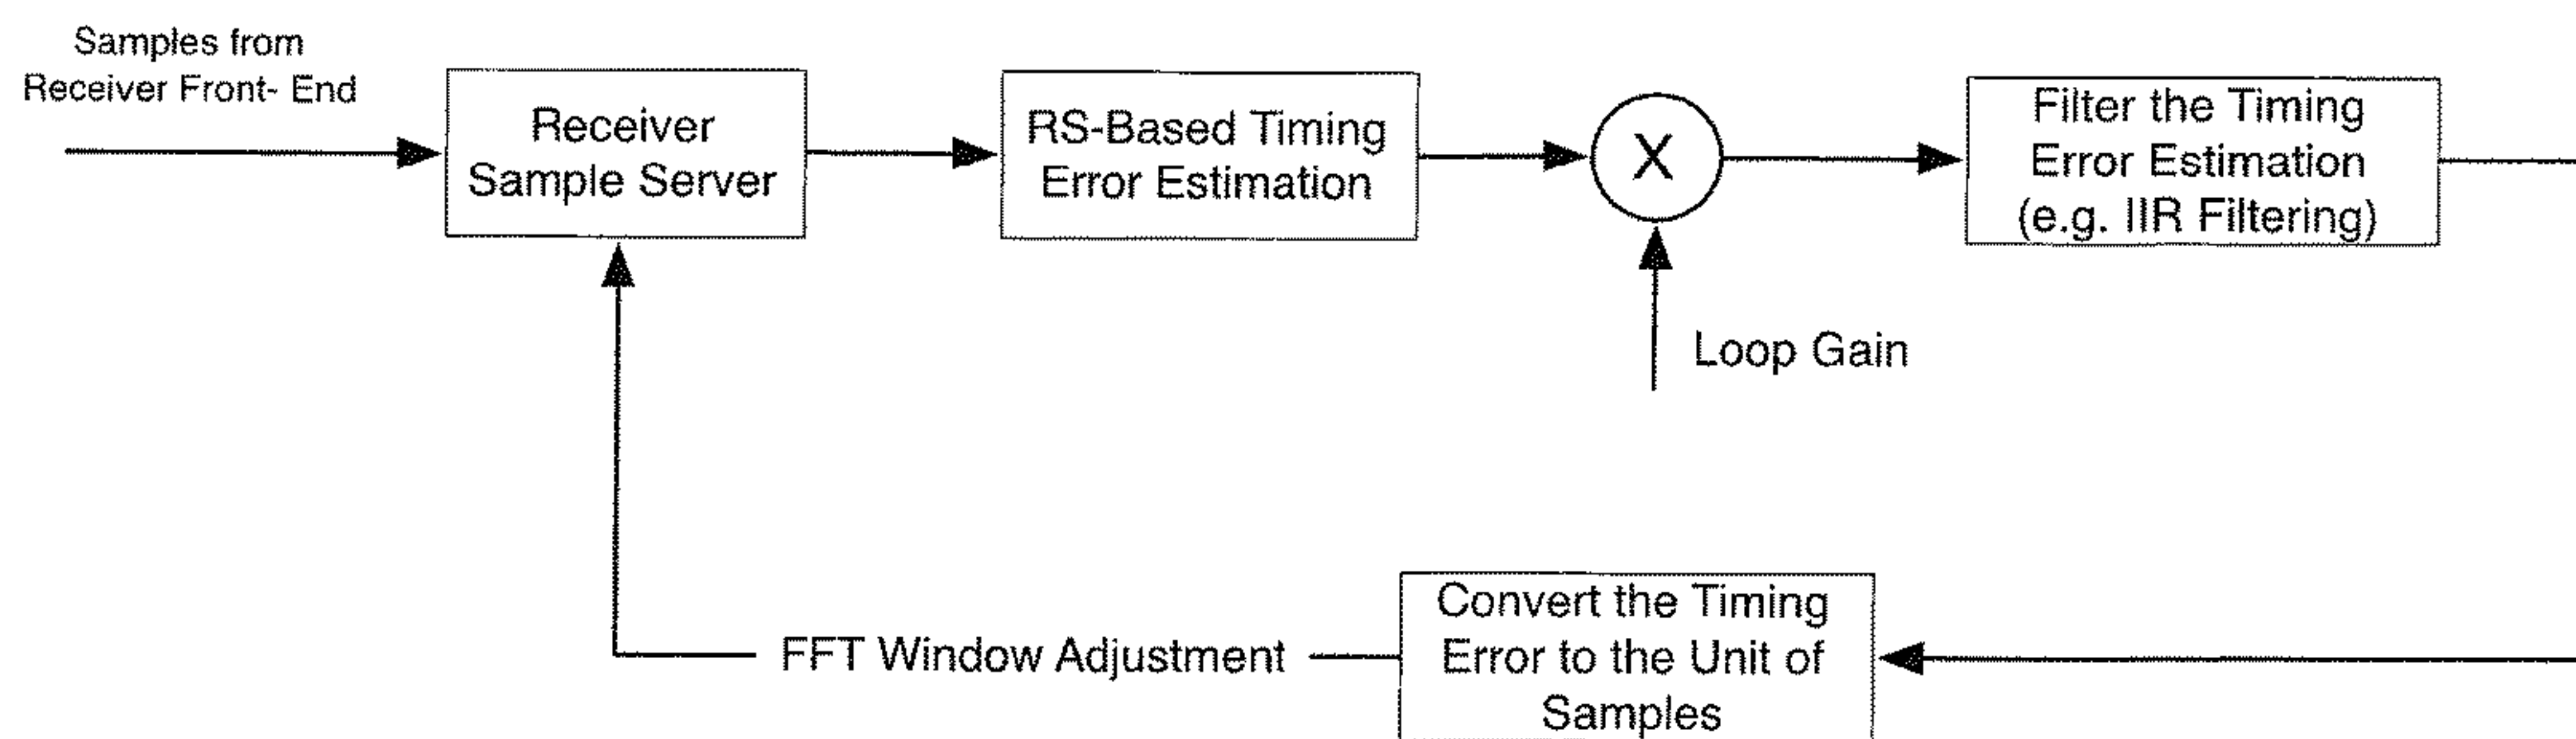 Samples from
Receiver Front- End
Receiver
Sample Server
RS-Based Timing
Error Estimation
X
Filter the Timing
Error Estimation
(e.g. IIR Filtering)
Loop Gain
FFT Window Adjustment
Convert the Timing
Error to the Unit of
Samples